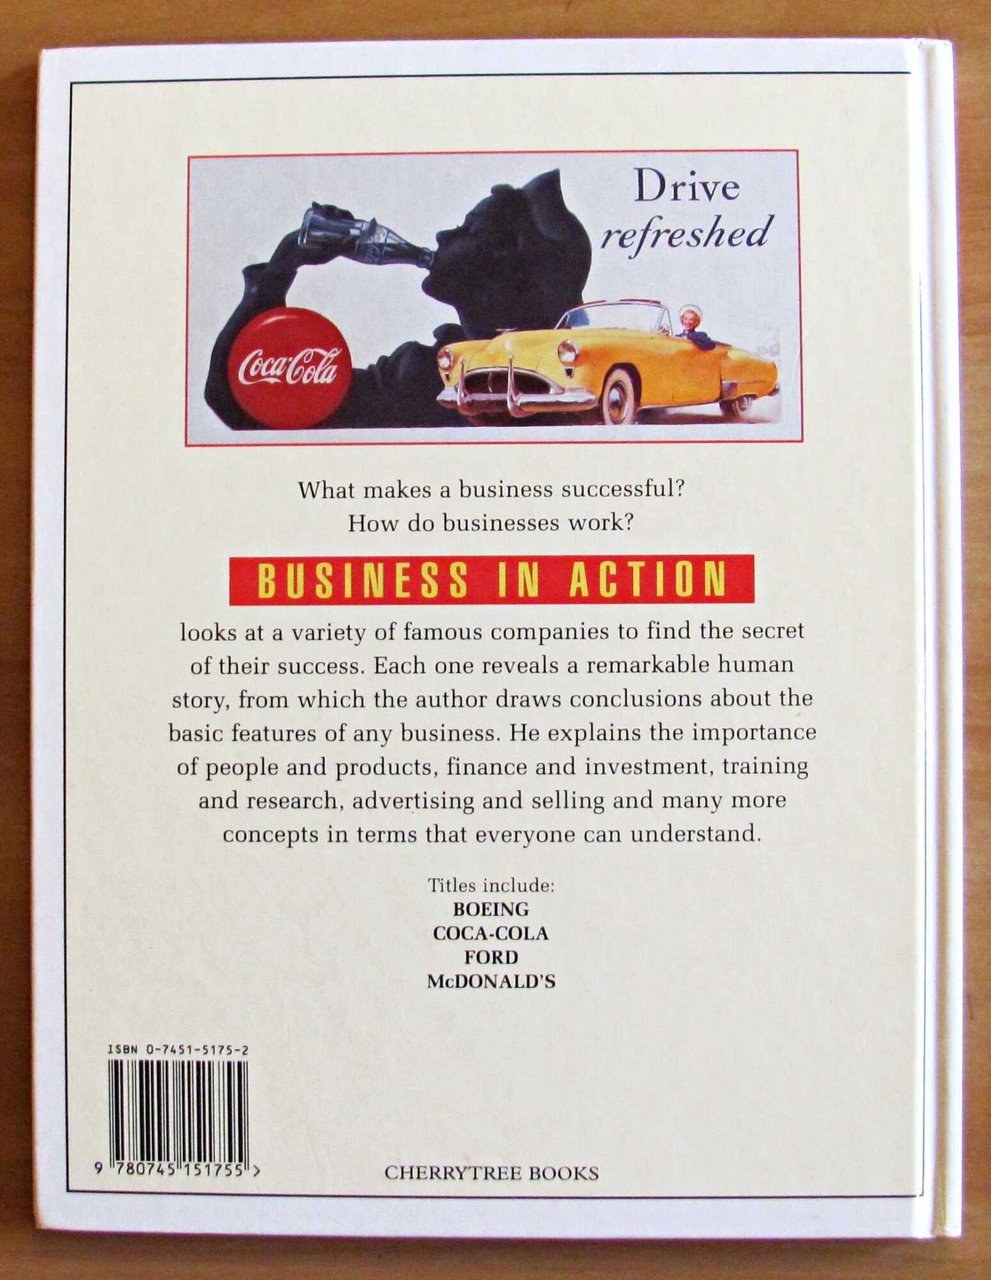 Drive
refreshed
Coca-Cola
What makes a business successful?
How do businesses work?
BUSINESS IN ACTION
looks at a variety of famous companies to find the secret
of their success. Each one reveals a remarkable human
story, from which the author draws conclusions about the
basic features of any business. He explains the importance
of people and products, finance and investment, training
and research, advertising and selling and many more
concepts in terms that everyone can understand.
Titles include:
BOEING
COCA-COLA
FORD
McDONALD'S
ISBN 0-7451-5175-2
9 780745 151755 >
CHERRYTREE BOOKS